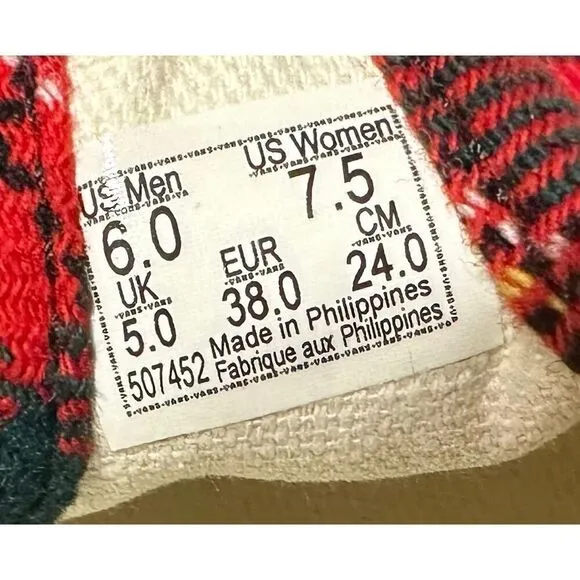 US Men US Women
6.0 7.5
UK EUR CM
5.0 38.0 24.0
507452 Made in Philippines
Fabrique aux Philippines